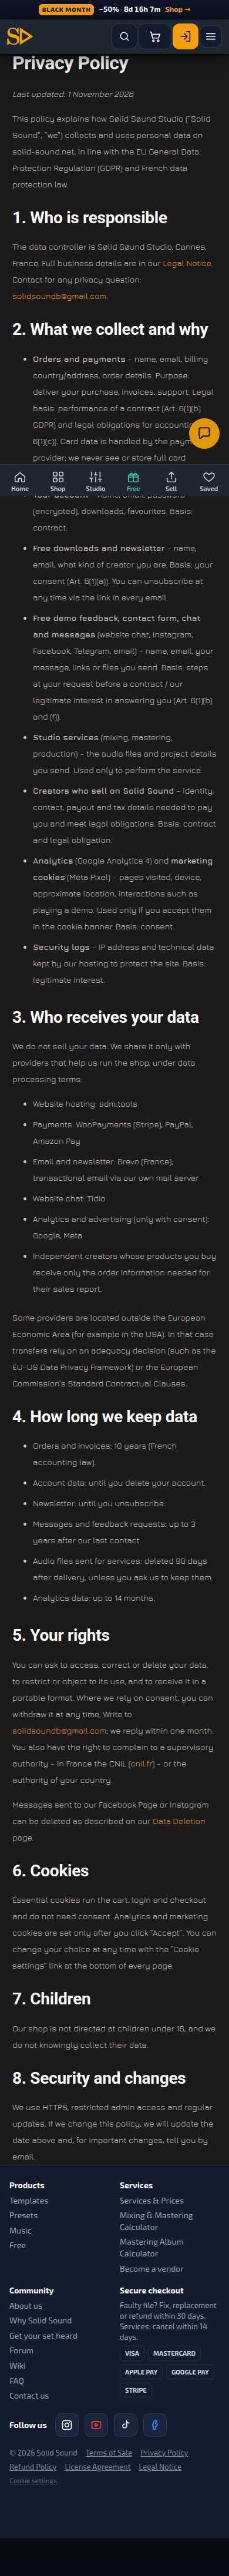 BLACK MONTH −50% · 8d 16h 7m Shop →
SD
Privacy Policy
Last updated: 1 November 2026
This policy explains how Sølid Søund Studio (“Solid
Sound”, “we”) collects and uses personal data on
solid-sound.net, in line with the EU General Data
Protection Regulation (GDPR) and French data
protection law.
1. Who is responsible
The data controller is Sølid Søund Studio, Cannes,
France. Full business details are in our Legal Notice.
Contact for any privacy question:
solidsoundb@gmail.com.
2. What we collect and why
• Orders and payments – name, email, billing
country/address, order details. Purpose:
deliver your purchase, invoices, support. Legal
basis: performance of a contract (Art. 6(1)(b)
GDPR) and legal obligations for accounting
6(1)(c)). Card data is handled by the payment
provider; we never see or store full card
Home Shop Studio Free Sell Saved
(encrypted), downloads, favourites. Basis:
contract.
• Free downloads and newsletter – name,
email, what kind of creator you are. Basis: your
consent (Art. 6(1)(a)). You can unsubscribe at
any time via the link in every email.
• Free demo feedback, contact form, chat
and messages (website chat, Instagram,
Facebook, Telegram, email) – name, email, your
message, links or files you send. Basis: steps
at your request before a contract / our
legitimate interest in answering you (Art. 6(1)(b)
and (f)).
• Studio services (mixing, mastering,
production) – the audio files and project details
you send. Used only to perform the service.
• Creators who sell on Solid Sound – identity,
contact, payout and tax details needed to pay
you and meet legal obligations. Basis: contract
and legal obligation.
• Analytics (Google Analytics 4) and marketing
cookies (Meta Pixel) – pages visited, device,
approximate location, interactions such as
playing a demo. Used only if you accept them
in the cookie banner. Basis: consent.
• Security logs – IP address and technical data
kept by our hosting to protect the site. Basis:
legitimate interest.
3. Who receives your data
We do not sell your data. We share it only with
providers that help us run the shop, under data
processing terms:
• Website hosting: adm.tools
• Payments: WooPayments (Stripe), PayPal,
Amazon Pay
• Email and newsletter: Brevo (France);
transactional email via our own mail server
• Website chat: Tidio
• Analytics and advertising (only with consent):
Google, Meta
• Independent creators whose products you buy
receive only the order information needed for
their sales report.
Some providers are located outside the European
Economic Area (for example in the USA). In that case
transfers rely on an adequacy decision (such as the
EU-US Data Privacy Framework) or the European
Commission’s Standard Contractual Clauses.
4. How long we keep data
• Orders and invoices: 10 years (French
accounting law).
• Account data: until you delete your account.
• Newsletter: until you unsubscribe.
• Messages and feedback requests: up to 3
years after our last contact.
• Audio files sent for services: deleted 90 days
after delivery, unless you ask us to keep them.
• Analytics data: up to 14 months.
5. Your rights
You can ask to access, correct or delete your data,
to restrict or object to its use, and to receive it in a
portable format. Where we rely on consent, you can
withdraw it at any time. Write to
solidsoundb@gmail.com; we reply within one month.
You also have the right to complain to a supervisory
authority – in France the CNIL (cnil.fr) – or the
authority of your country.
Messages sent to our Facebook Page or Instagram
can be deleted as described on our Data Deletion
page.
6. Cookies
Essential cookies run the cart, login and checkout
and do not need consent. Analytics and marketing
cookies are set only after you click “Accept”. You can
change your choice at any time with the “Cookie
settings” link at the bottom of every page.
7. Children
Our shop is not directed at children under 16, and we
do not knowingly collect their data.
8. Security and changes
We use HTTPS, restricted admin access and regular
updates. If we change this policy, we will update the
date above and, for important changes, tell you by
email.
Products
Templates
Presets
Music
Free
Services
Services & Prices
Mixing & Mastering
Calculator
Mastering Album
Calculator
Become a vendor
Community
About us
Why Solid Sound
Get your set heard
Forum
Wiki
FAQ
Contact us
Secure checkout
Faulty file? Fix, replacement
or refund within 30 days.
Services: cancel within 14
days.
VISA MASTERCARD
APPLE PAY GOOGLE PAY
STRIPE
Follow us
© 2026 Solid Sound Terms of Sale Privacy Policy
Refund Policy License Agreement Legal Notice
Cookie settings